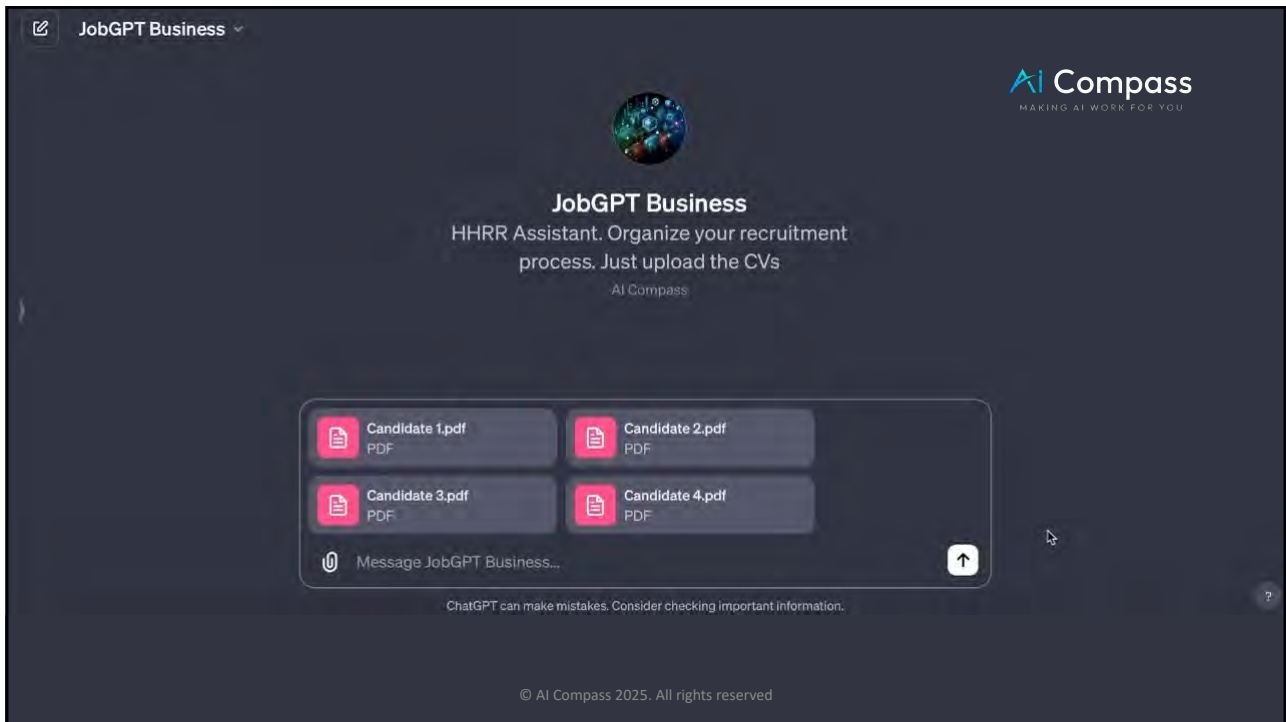 JobGPT Business
Ai Compass
MAKING AI WORK FOR YOU
JobGPT Business
HHRR Assistant. Organize your recruitment
process. Just upload the CVs
AI Compass
Candidate 1.pdf
PDF
Candidate 2.pdf
PDF
Candidate 3.pdf
PDF
Candidate 4.pdf
PDF
Message JobGPT Business...
ChatGPT can make mistakes. Consider checking important information.
?
© AI Compass 2025. All rights reserved